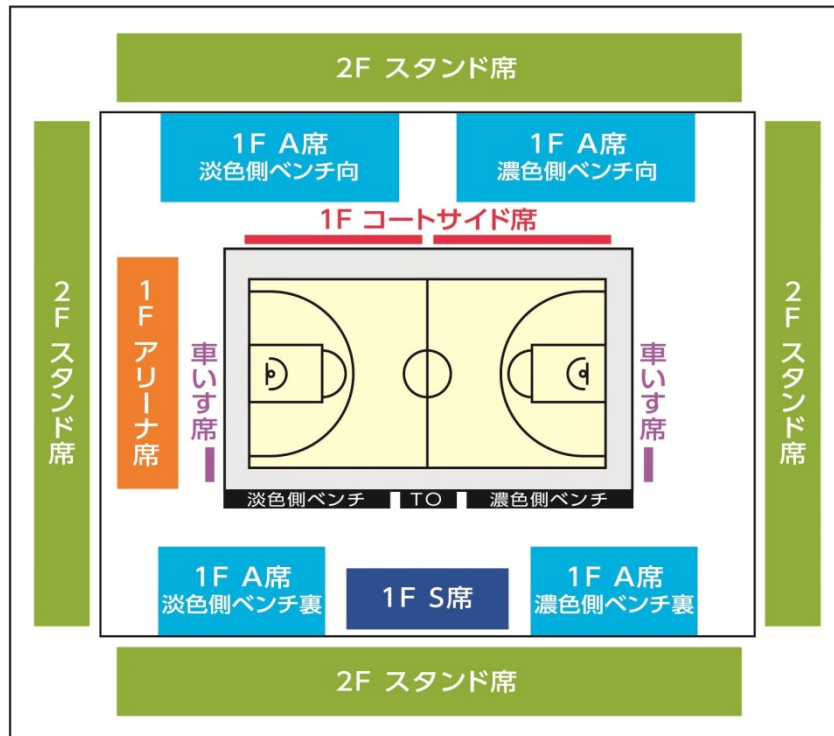 2F スタンド席
1F A席
淡色側ベンチ向
1F A席
濃色側ベンチ向
1F コートサイド席
2F スタンド席
1F アリーナ席
車いす席
車いす席
2F スタンド席
淡色側ベンチ
TO
濃色側ベンチ
1F A席
淡色側ベンチ裏
1F S席
1F A席
濃色側ベンチ裏
2F スタンド席